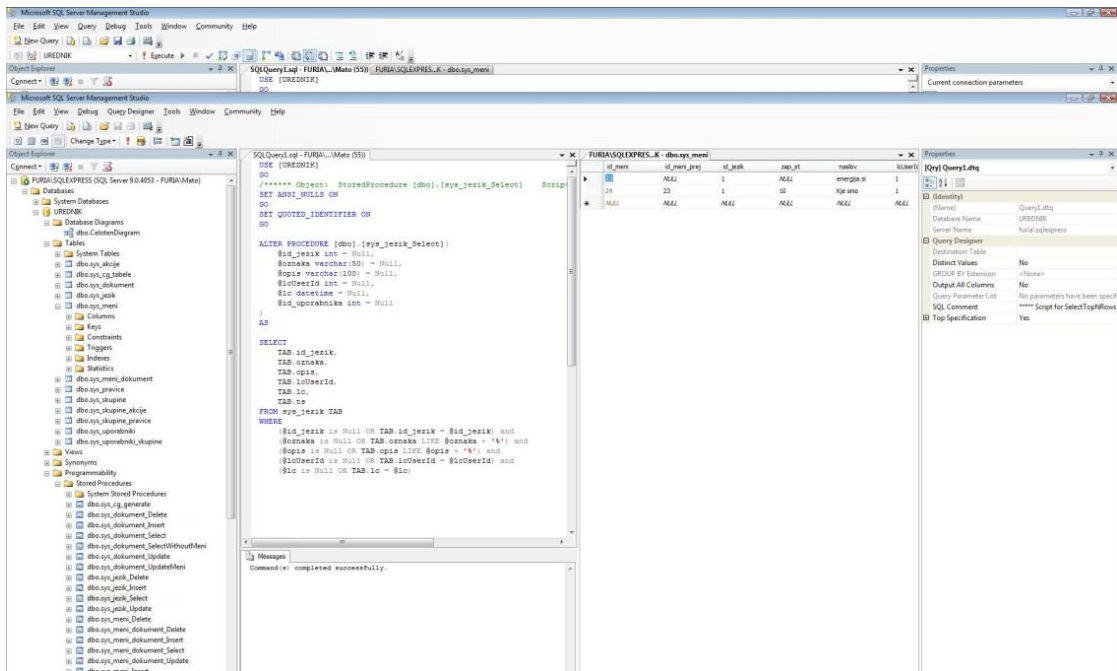 Microsoft SQL Server Management Studio
File Edit View Query Debug Tools Window Community Help
New Query
UREDNIK
Execute
Object Explorer
SQLQuery1.sql - FURIA\...\Mato (55))
FURIA\SQLEXPRES...K - dbo.sys_meni
Properties
Connect
USE [UREDNIK]
GO
Current connection parameters
Microsoft SQL Server Management Studio
File Edit View Debug Query Designer Tools Window Community Help
New Query
Change Type
Object Explorer
Connect
FURIA\SQLEXPRESS (SQL Server 9.0.4053 - FURIA\Mato)
Databases
System Databases
UREDNIK
Database Diagrams
dbo.CelotenDiagram
Tables
System Tables
dbo.sys_akcije
dbo.sys_cg_tabele
dbo.sys_dokument
dbo.sys_jezik
dbo.sys_meni
Columns
Keys
Constraints
Triggers
Indexes
Statistics
dbo.sys_meni_dokument
dbo.sys_pravice
dbo.sys_skupine
dbo.sys_skupine_akcije
dbo.sys_skupine_pravice
dbo.sys_uporabniki
dbo.sys_uporabniki_skupine
Views
Synonyms
Programmability
Stored Procedures
System Stored Procedures
dbo.sys_cg_generate
dbo.sys_dokument_Delete
dbo.sys_dokument_Insert
dbo.sys_dokument_Select
dbo.sys_dokument_SelectWithoutMeni
dbo.sys_dokument_Update
dbo.sys_dokument_UpdateMeni
dbo.sys_jezik_Delete
dbo.sys_jezik_Insert
dbo.sys_jezik_Select
dbo.sys_jezik_Update
dbo.sys_meni_Delete
dbo.sys_meni_dokument_Delete
dbo.sys_meni_dokument_Insert
dbo.sys_meni_dokument_Select
dbo.sys_meni_dokument_Update
SQLQuery1.sql - FURIA\...\Mato (55))
USE [UREDNIK]
GO
/****** Object: StoredProcedure [dbo].[sys_jezik_Select] Script
SET ANSI_NULLS ON
GO
SET QUOTED_IDENTIFIER ON
GO
ALTER PROCEDURE [dbo].[sys_jezik_Select](
@id_jezik int = Null,
@oznaka varchar(50) = Null,
@opis varchar(100) = Null,
@lcUserId int = Null,
@lc datetime = Null,
@id_uporabnika int = Null
)
AS
SELECT
TAB.id_jezik,
TAB.oznaka,
TAB.opis,
TAB.lcUserId,
TAB.lc,
TAB.ts
FROM sys_jezik TAB
WHERE
(@id_jezik is Null OR TAB.id_jezik = @id_jezik) and
(@oznaka is Null OR TAB.oznaka LIKE @oznaka + '%') and
(@opis is Null OR TAB.opis LIKE @opis + '%') and
(@lcUserId is Null OR TAB.lcUserId = @lcUserId) and
(@lc is Null OR TAB.lc = @lc)
Messages
Command(s) completed successfully.
FURIA\SQLEXPRES...K - dbo.sys_meni
id_meni id_meni_prej id_jezik zap_st naslov lcUserId
NULL 1 NULL energija.si 1
24 23 1 10 Kje smo 1
NULL NULL NULL NULL NULL NULL
Properties
[Qry] Query1.dtq
(Identity)
(Name) Query1.dtq
Database Name UREDNIK
Server Name furia\sqlexpress
Query Designer
Destination Table
Distinct Values No
GROUP BY Extension <None>
Output All Columns No
Query Parameter List No parameters have been specif
SQL Comment ***** Script for SelectTopNRows
Top Specification Yes